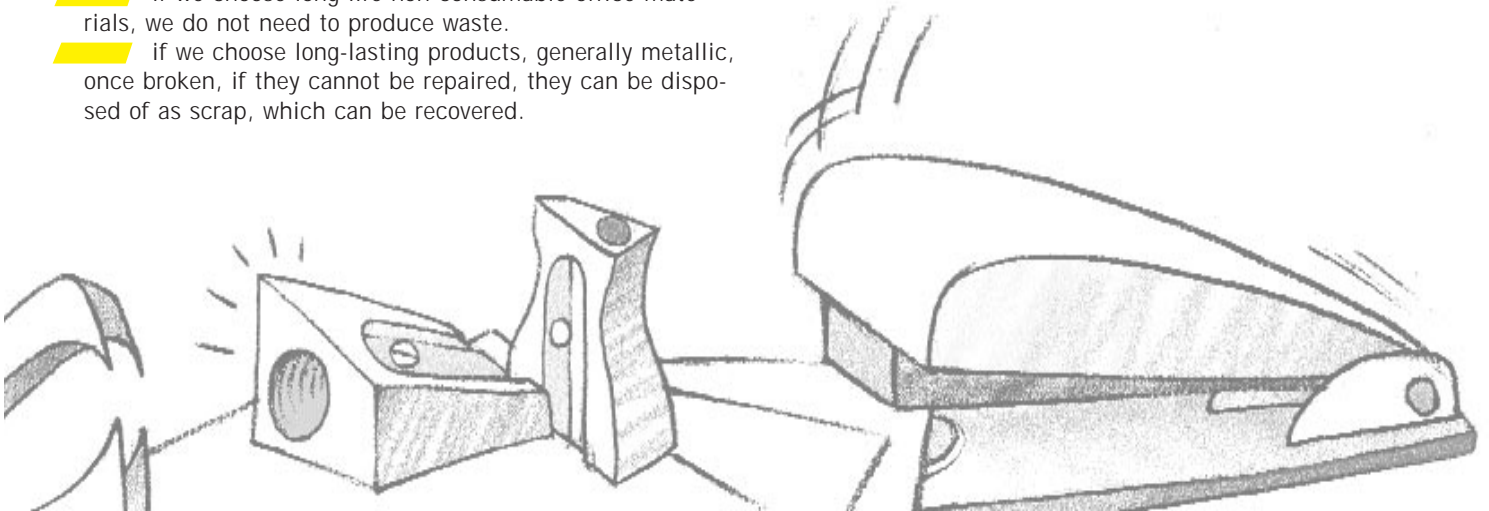 if we choose long-life non-consumable office mate-
rials, we do not need to produce waste.
if we choose long-lasting products, generally metallic,
once broken, if they cannot be repaired, they can be dispo-
sed of as scrap, which can be recovered.